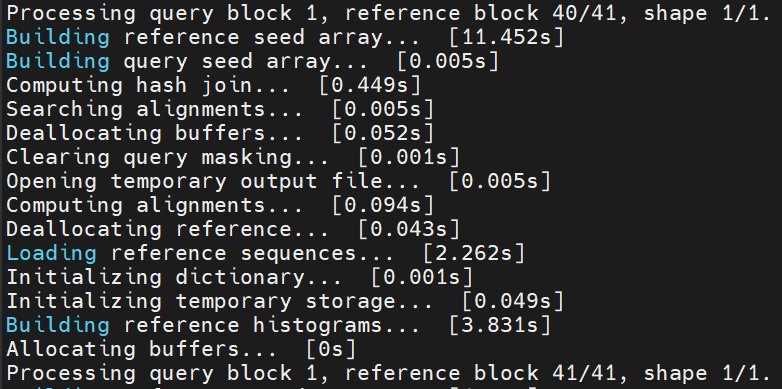 Processing query block 1, reference block 40/41, shape 1/1.
Building reference seed array...  [11.452s]
Building query seed array...  [0.005s]
Computing hash join...  [0.449s]
Searching alignments...  [0.005s]
Deallocating buffers...  [0.052s]
Clearing query masking...  [0.001s]
Opening temporary output file...  [0.005s]
Computing alignments...  [0.094s]
Deallocating reference...  [0.043s]
Loading reference sequences...  [2.262s]
Initializing dictionary...  [0.001s]
Initializing temporary storage...  [0.049s]
Building reference histograms...  [3.831s]
Allocating buffers...  [0s]
Processing query block 1, reference block 41/41, shape 1/1.